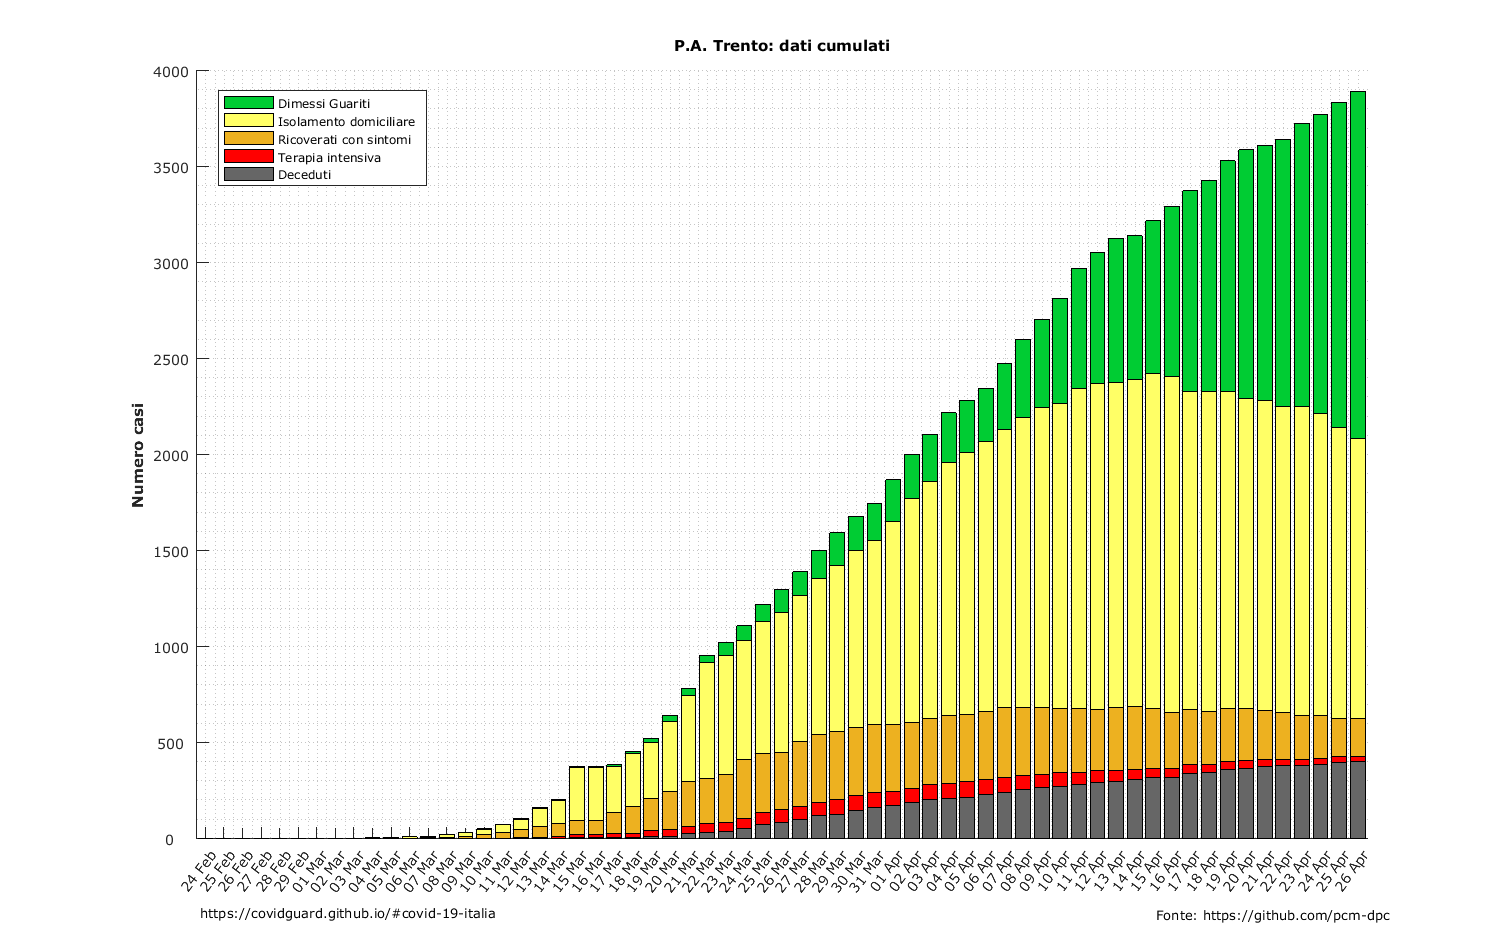 P.A. Trento: dati cumulati
4000
3500
3000
2500
2000
1500
1000
500
0
Numero casi
Dimessi Guariti
Isolamento domiciliare
Ricoverati con sintomi
Terapia intensiva
Deceduti
24 Feb
25 Feb
26 Feb
27 Feb
28 Feb
29 Feb
01 Mar
02 Mar
03 Mar
04 Mar
05 Mar
06 Mar
07 Mar
08 Mar
09 Mar
10 Mar
11 Mar
12 Mar
13 Mar
14 Mar
15 Mar
16 Mar
17 Mar
18 Mar
19 Mar
20 Mar
21 Mar
22 Mar
23 Mar
24 Mar
25 Mar
26 Mar
27 Mar
28 Mar
29 Mar
30 Mar
31 Mar
01 Apr
02 Apr
03 Apr
04 Apr
05 Apr
06 Apr
07 Apr
08 Apr
09 Apr
10 Apr
11 Apr
12 Apr
13 Apr
14 Apr
15 Apr
16 Apr
17 Apr
18 Apr
19 Apr
20 Apr
21 Apr
22 Apr
23 Apr
24 Apr
25 Apr
26 Apr
https://covidguard.github.io/#covid-19-italia
Fonte: https://github.com/pcm-dpc